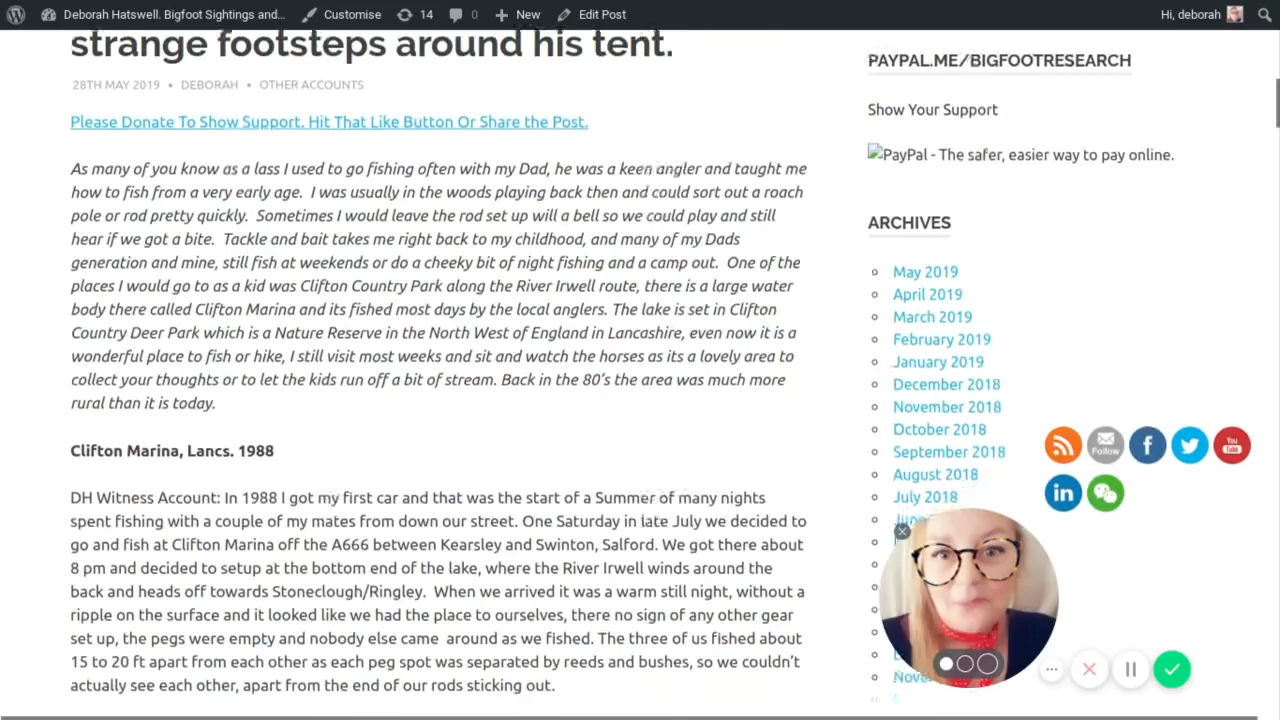 Deborah Hatswell. Bigfoot Sightings and...
Customise
14
0
New
Edit Post
Hi, deborah
strange footsteps around his tent.
28TH MAY 2019 • DEBORAH • OTHER ACCOUNTS
Please Donate To Show Support. Hit That Like Button Or Share the Post.
As many of you know as a lass I used to go fishing often with my Dad, he was a keen angler and taught me
how to fish from a very early age. I was usually in the woods playing back then and could sort out a roach
pole or rod pretty quickly. Sometimes I would leave the rod set up will a bell so we could play and still
hear if we got a bite. Tackle and bait takes me right back to my childhood, and many of my Dads
generation and mine, still fish at weekends or do a cheeky bit of night fishing and a camp out. One of the
places I would go to as a kid was Clifton Country Park along the River Irwell route, there is a large water
body there called Clifton Marina and its fished most days by the local anglers. The lake is set in Clifton
Country Deer Park which is a Nature Reserve in the North West of England in Lancashire, even now it is a
wonderful place to fish or hike, I still visit most weeks and sit and watch the horses as its a lovely area to
collect your thoughts or to let the kids run off a bit of stream. Back in the 80's the area was much more
rural than it is today.
Clifton Marina, Lancs. 1988
DH Witness Account: In 1988 I got my first car and that was the start of a Summer of many nights
spent fishing with a couple of my mates from down our street. One Saturday in late July we decided to
go and fish at Clifton Marina off the A666 between Kearsley and Swinton, Salford. We got there about
8 pm and decided to setup at the bottom end of the lake, where the River Irwell winds around the
back and heads off towards Stoneclough/Ringley. When we arrived it was a warm still night, without a
ripple on the surface and it looked like we had the place to ourselves, there no sign of any other gear
set up, the pegs were empty and nobody else came around as we fished. The three of us fished about
15 to 20 ft apart from each other as each peg spot was separated by reeds and bushes, so we couldn't
actually see each other, apart from the end of our rods sticking out.
PAYPAL.ME/BIGFOOTRESEARCH
Show Your Support
PayPal - The safer, easier way to pay online.
ARCHIVES
May 2019
April 2019
March 2019
February 2019
January 2019
December 2018
November 2018
October 2018
September 2018
August 2018
July 2018
Follow
You
Tube
in